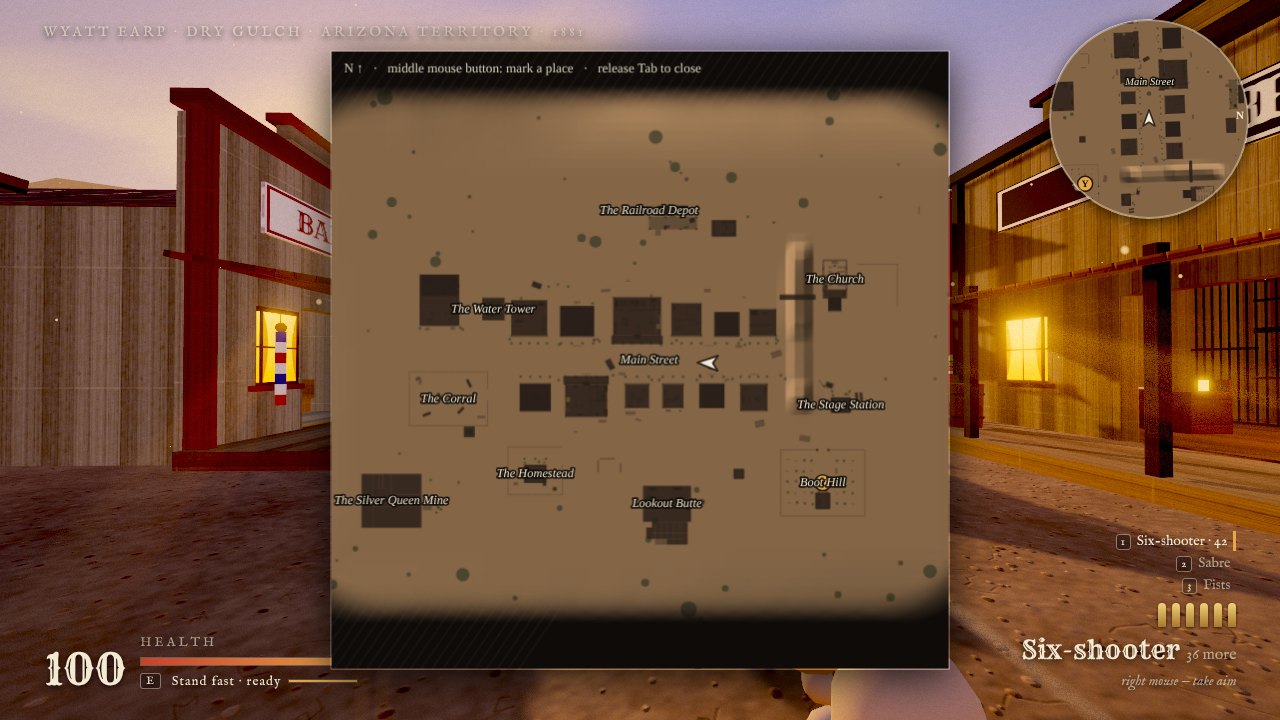 WYATT EARP · DRY GULCH · ARIZONA TERRITORY · 1881
N ↑ · middle mouse button: mark a place · release Tab to close
Main Street
N
Y
BA
The Railroad Depot
The Church
The Water Tower
Main Street
The Corral
The Stage Station
The Homestead
Boot Hill
The Silver Queen Mine
Lookout Butte
1 Six-shooter · 42
2 Sabre
3 Fists
HEALTH
100
E Stand fast · ready
Six-shooter 36 more
right mouse – take aim